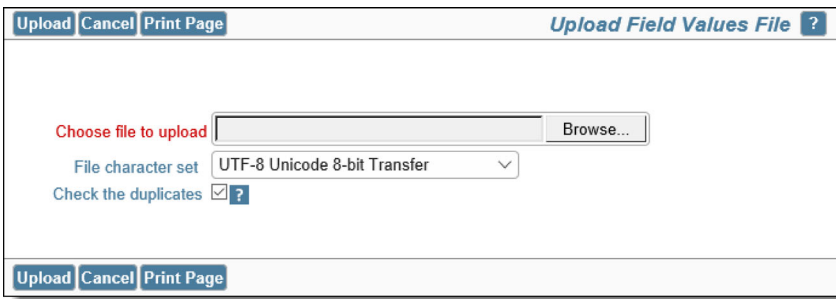 Upload Cancel Print Page Upload Field Values File ?
Choose file to upload Browse...
File character set UTF-8 Unicode 8-bit Transfer
Check the duplicates ?
Upload Cancel Print Page